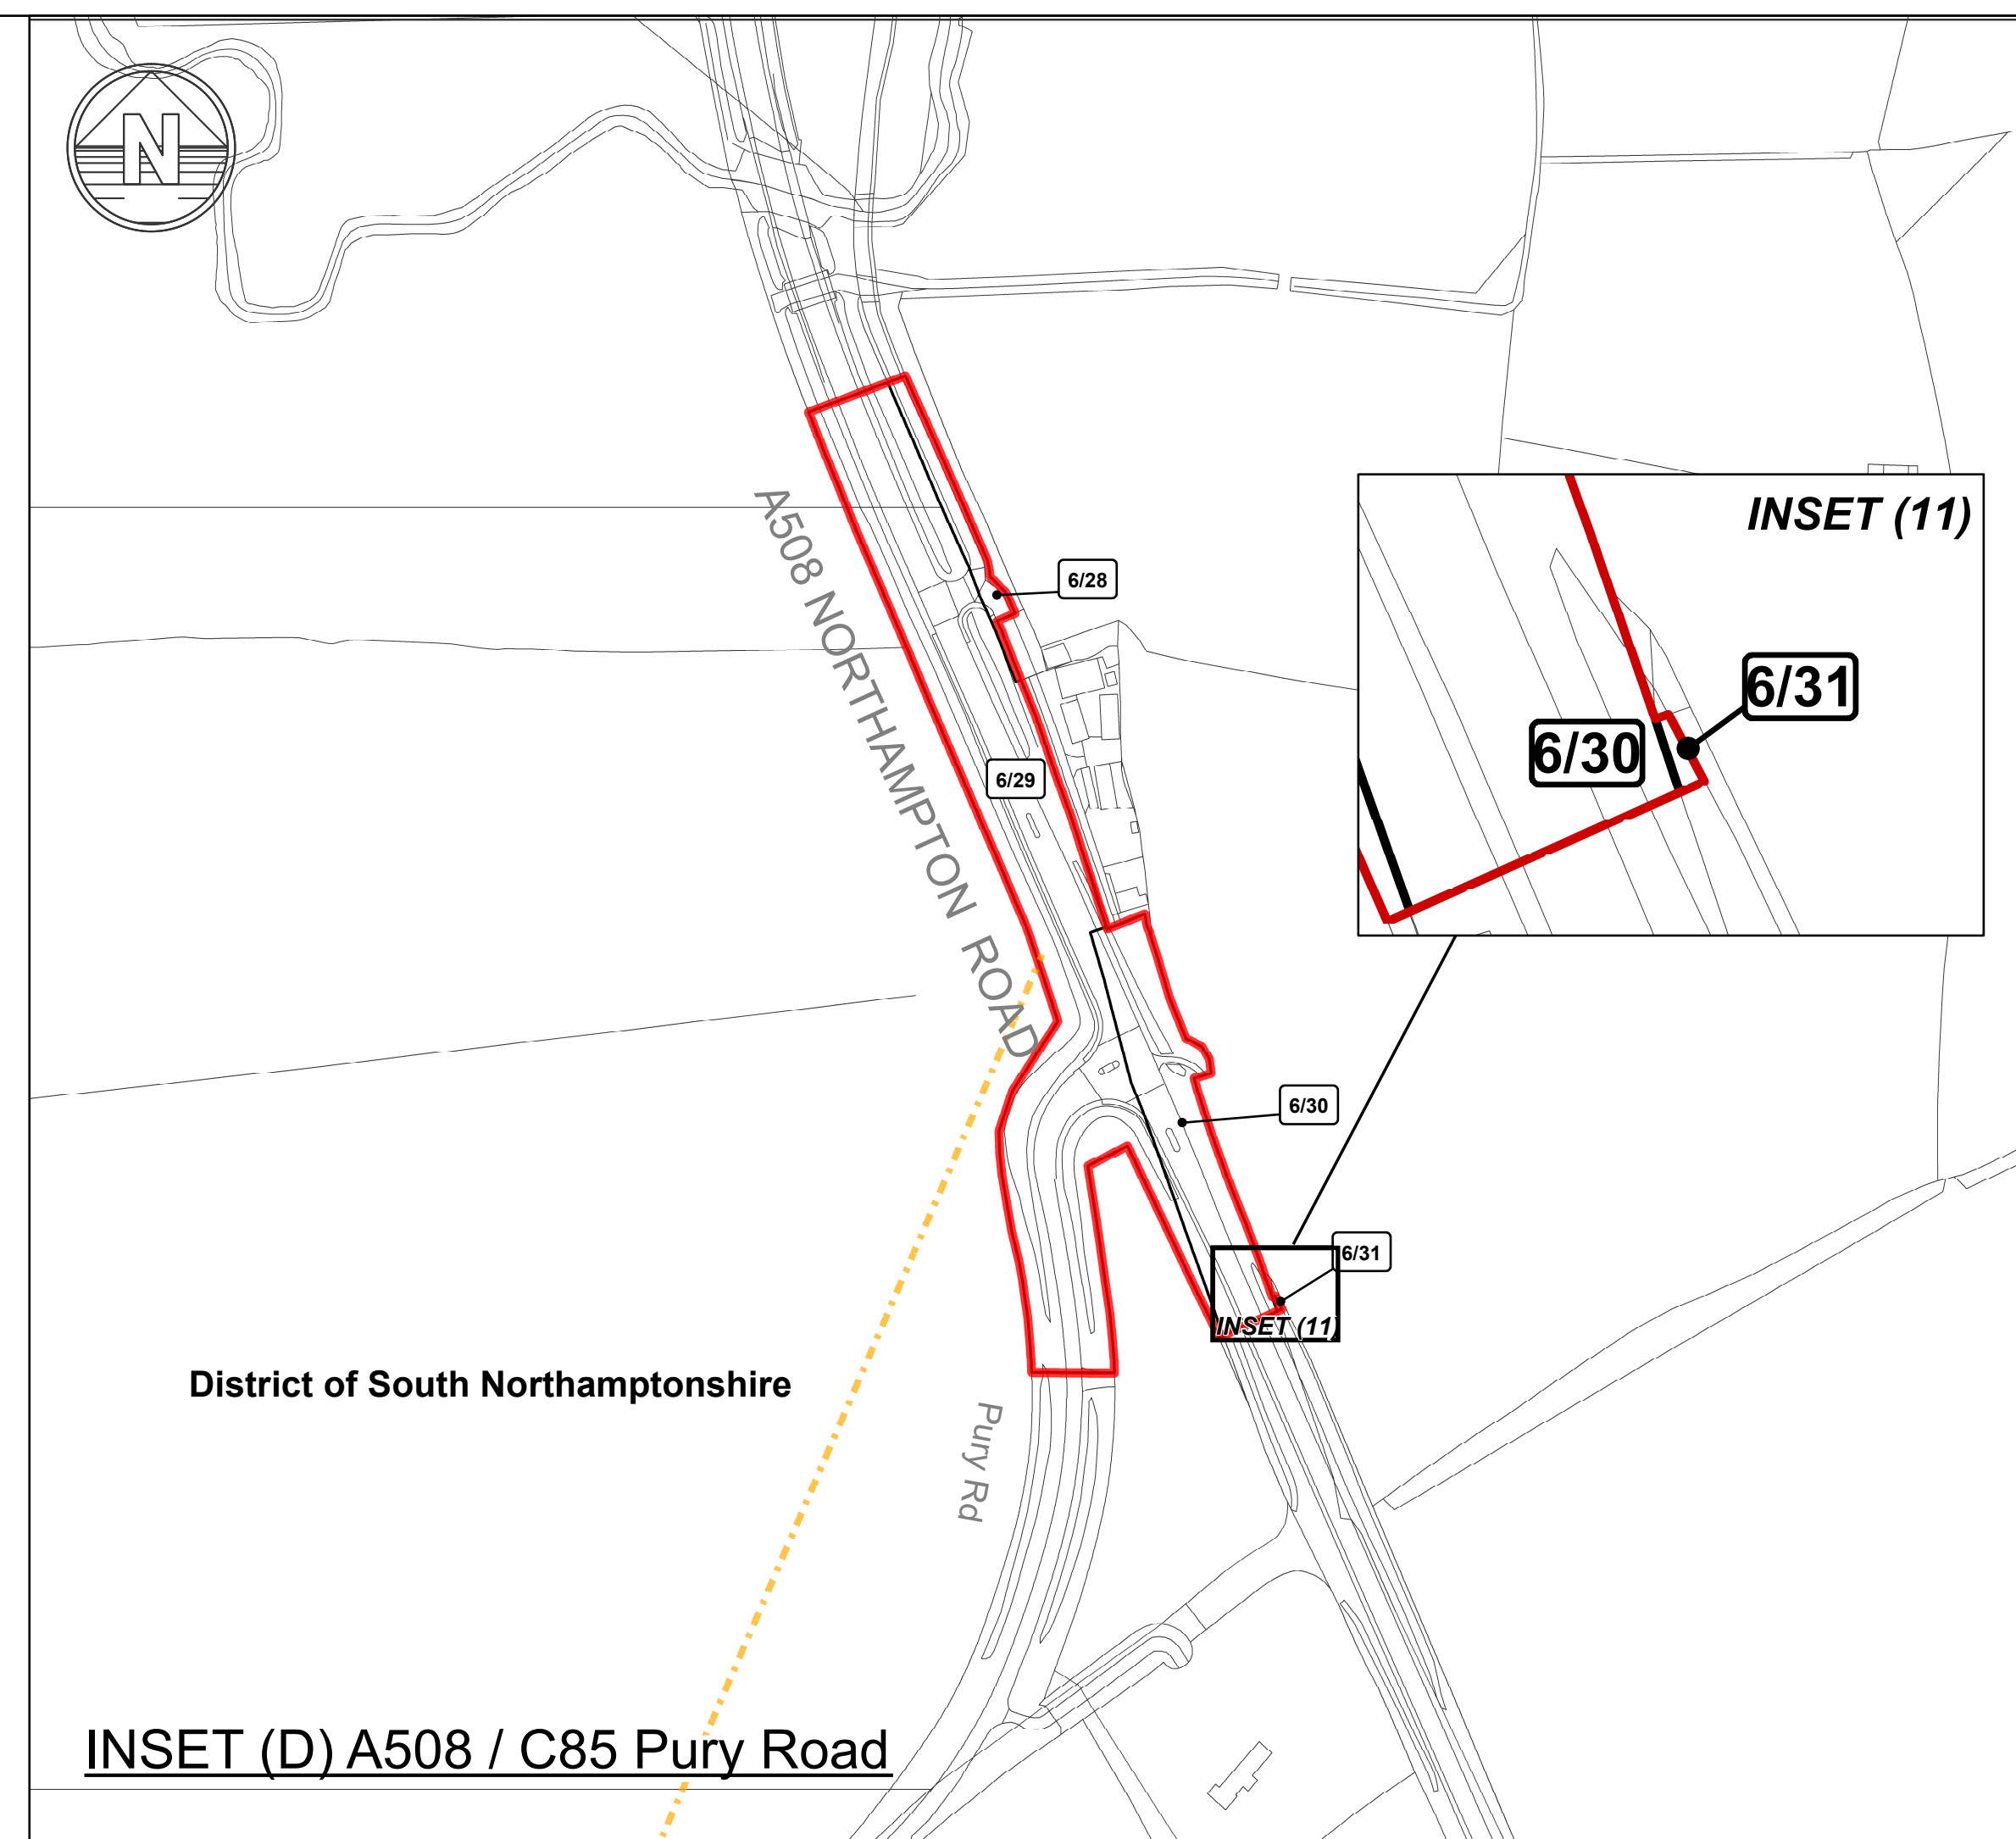 N
INSET (11)
A508 NORTHAMPTON ROAD
6/28
6/31
6/30
6/29
6/30
6/31
INSET (11)
District of South Northamptonshire
Pury Rd
INSET (D) A508 / C85 Pury Road